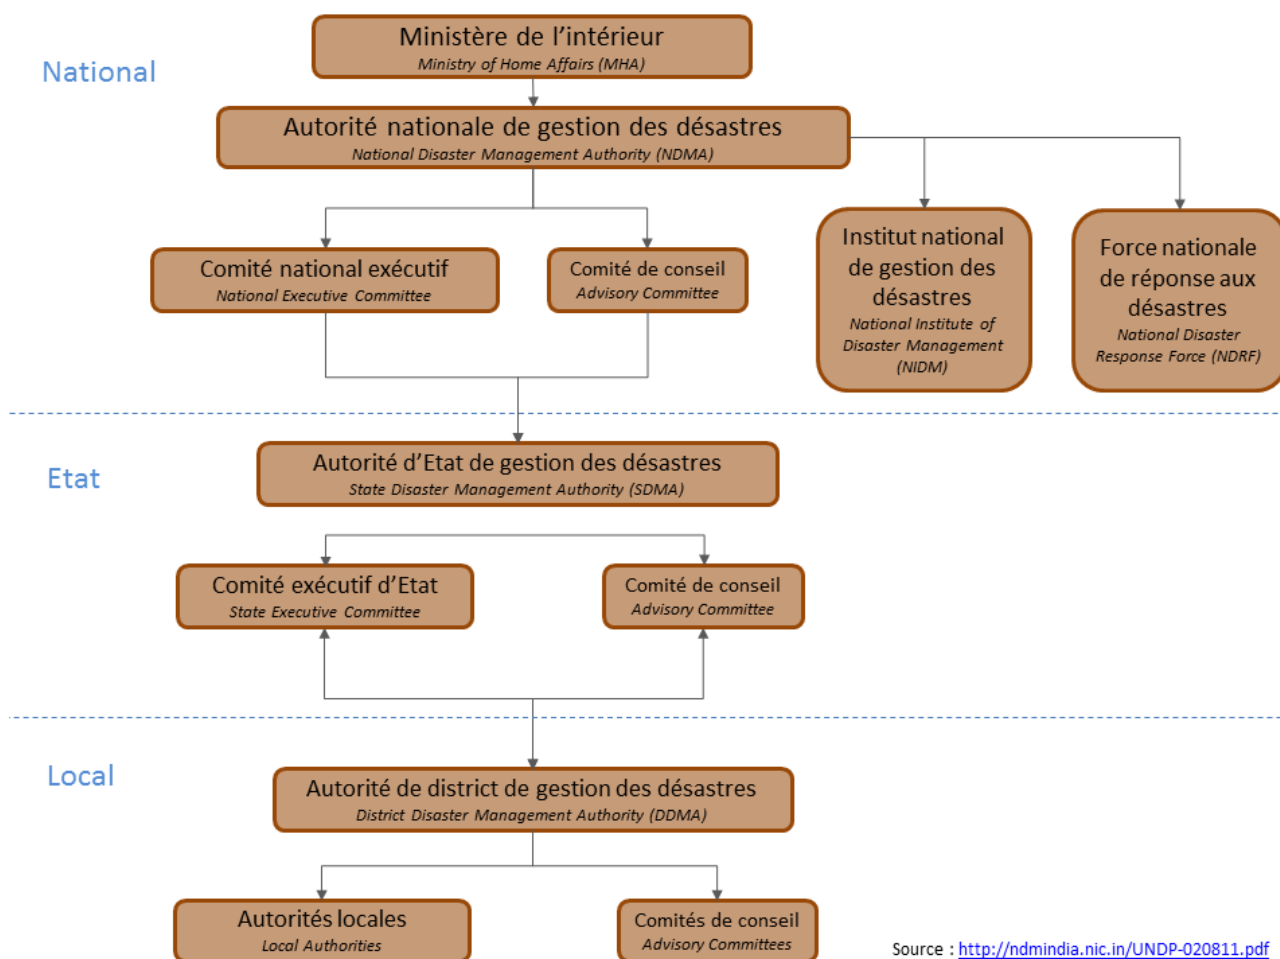 National
Ministère de l'intérieur
Ministry of Home Affairs (MHA)
Autorité nationale de gestion des désastres
National Disaster Management Authority (NDMA)
Comité national exécutif
National Executive Committee
Comité de conseil
Advisory Committee
Institut national
de gestion des
désastres
National Institute of
Disaster Management
(NIDM)
Force nationale
de réponse aux
désastres
National Disaster
Response Force (NDRF)
Etat
Autorité d'Etat de gestion des désastres
State Disaster Management Authority (SDMA)
Comité exécutif d'Etat
State Executive Committee
Comité de conseil
Advisory Committee
Local
Autorité de district de gestion des désastres
District Disaster Management Authority (DDMA)
Autorités locales
Local Authorities
Comités de conseil
Advisory Committees
Source : http://ndmindia.nic.in/UNDP-020811.pdf